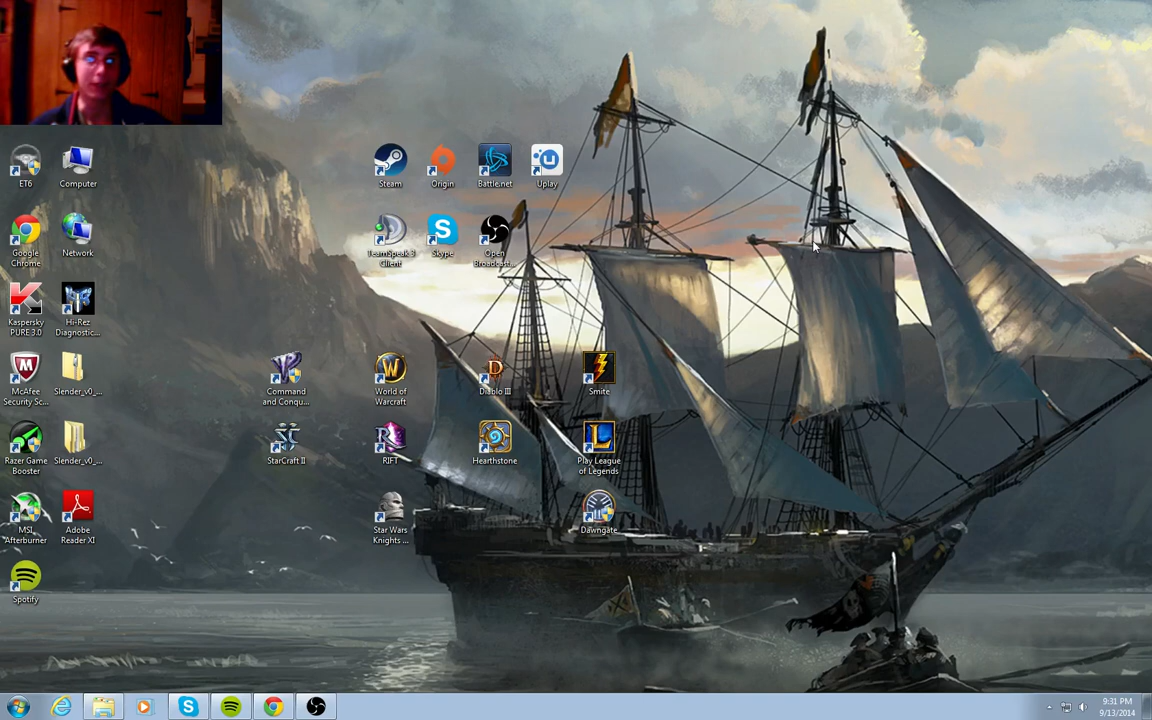 ET6
Computer
Steam
Origin
Battle.net
Uplay
Google
Chrome
Network
TeamSpeak 3
Client
Skype
Open
Broadcast...
Kaspersky
PURE 3.0
Hi-Rez
Diagnostic...
McAfee
Security Sc...
Slender_v0_...
Command
and Conqu...
World of
Warcraft
Diablo III
Smite
Razer Game
Booster
Slender_v0_...
StarCraft II
RIFT
Hearthstone
Play League
of Legends
MSI
Afterburner
Adobe
Reader XI
Star Wars
Knights ...
Dawngate
Spotify
9:31 PM
9/13/2014